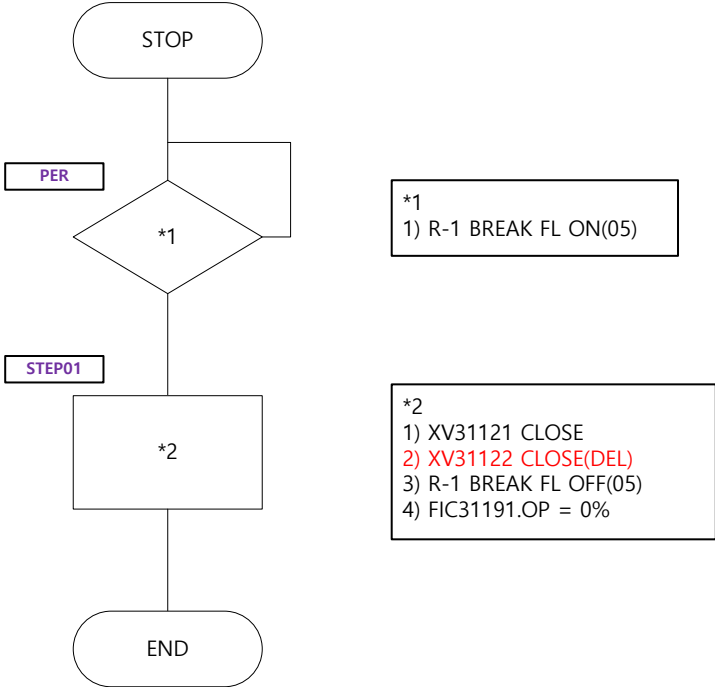 STOP
PER
*1
*1
1) R-1 BREAK FL ON(05)
STEP01
*2
*2
1) XV31121 CLOSE
2) XV31122 CLOSE(DEL)
3) R-1 BREAK FL OFF(05)
4) FIC31191.OP = 0%
END